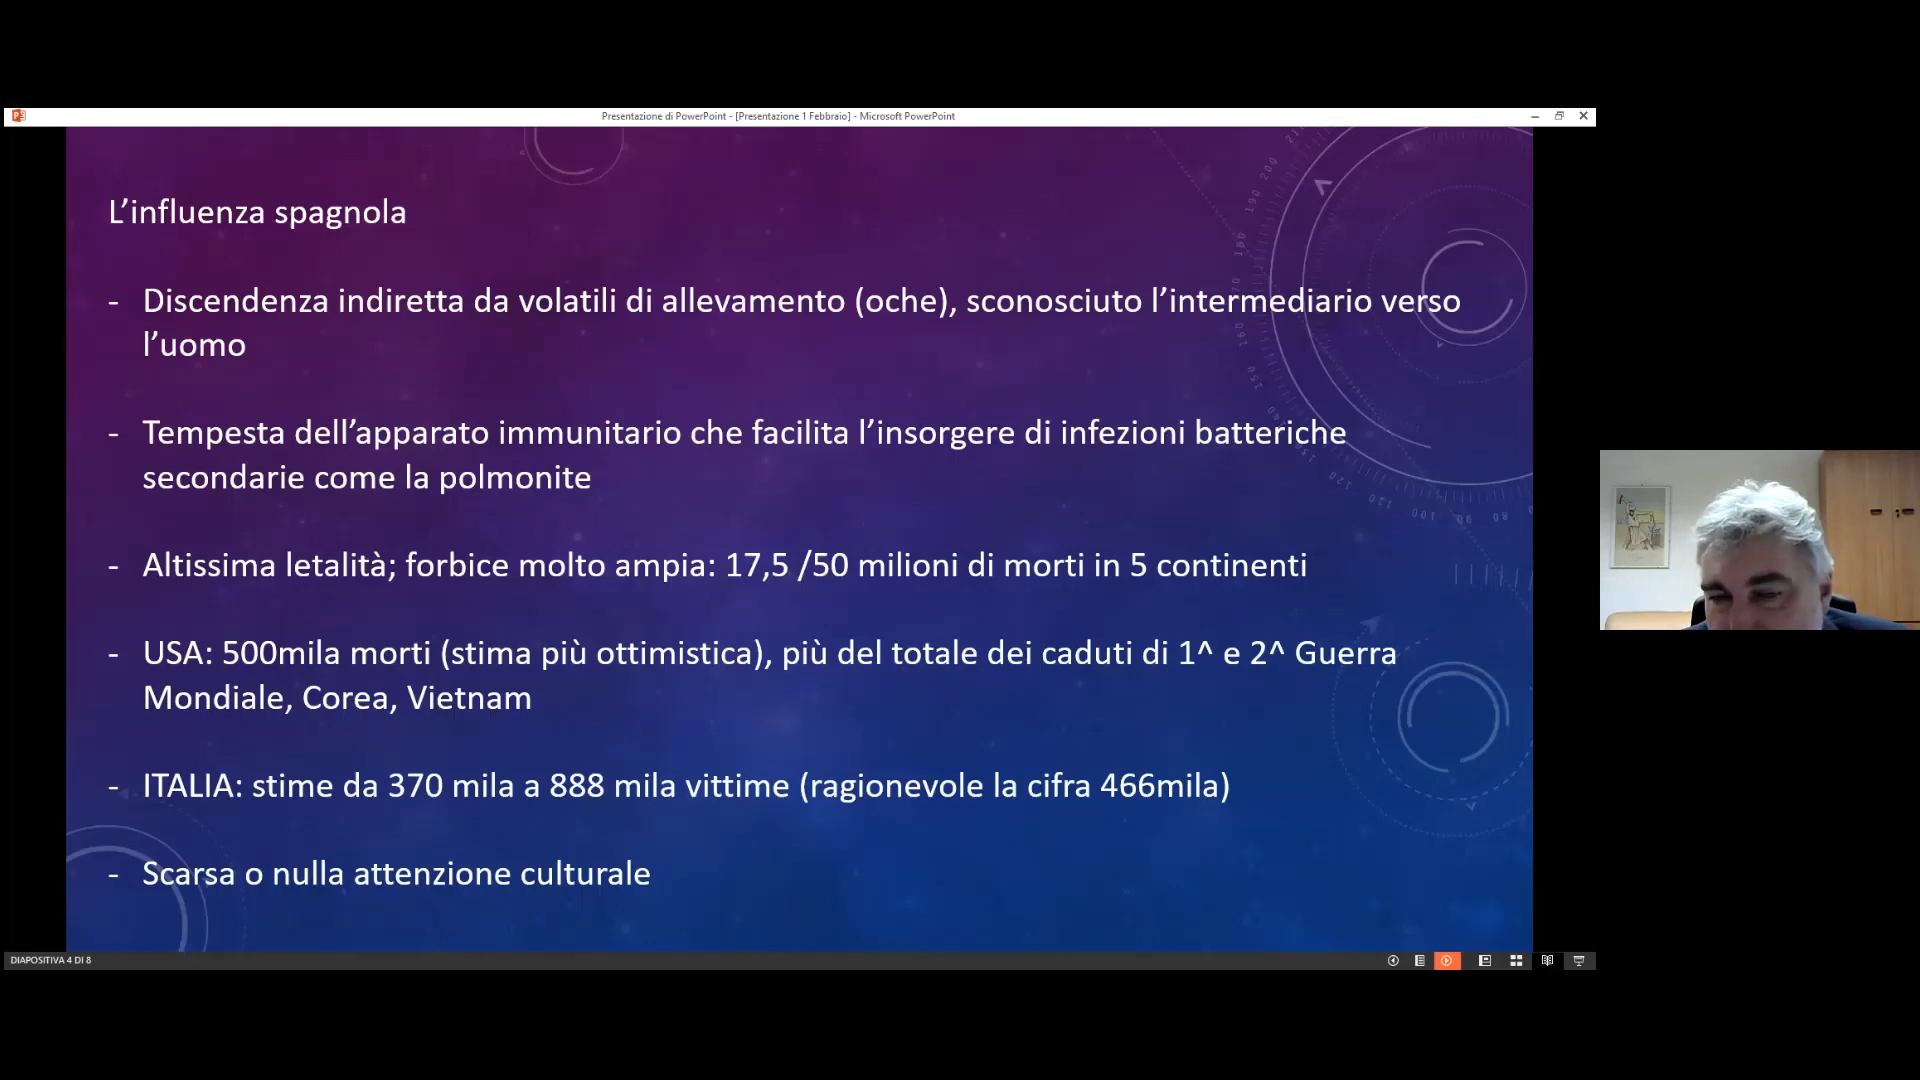 Presentazione di PowerPoint - [Presentazione 1 Febbraio] - Microsoft PowerPoint
L’influenza spagnola
- Discendenza indiretta da volatili di allevamento (oche), sconosciuto l’intermediario verso
l’uomo
- Tempesta dell’apparato immunitario che facilita l’insorgere di infezioni batteriche
secondarie come la polmonite
- Altissima letalità; forbice molto ampia: 17,5 /50 milioni di morti in 5 continenti
- USA: 500mila morti (stima più ottimistica), più del totale dei caduti di 1^ e 2^ Guerra
Mondiale, Corea, Vietnam
- ITALIA: stime da 370 mila a 888 mila vittime (ragionevole la cifra 466mila)
- Scarsa o nulla attenzione culturale
DIAPOSITIVA 4 DI 8